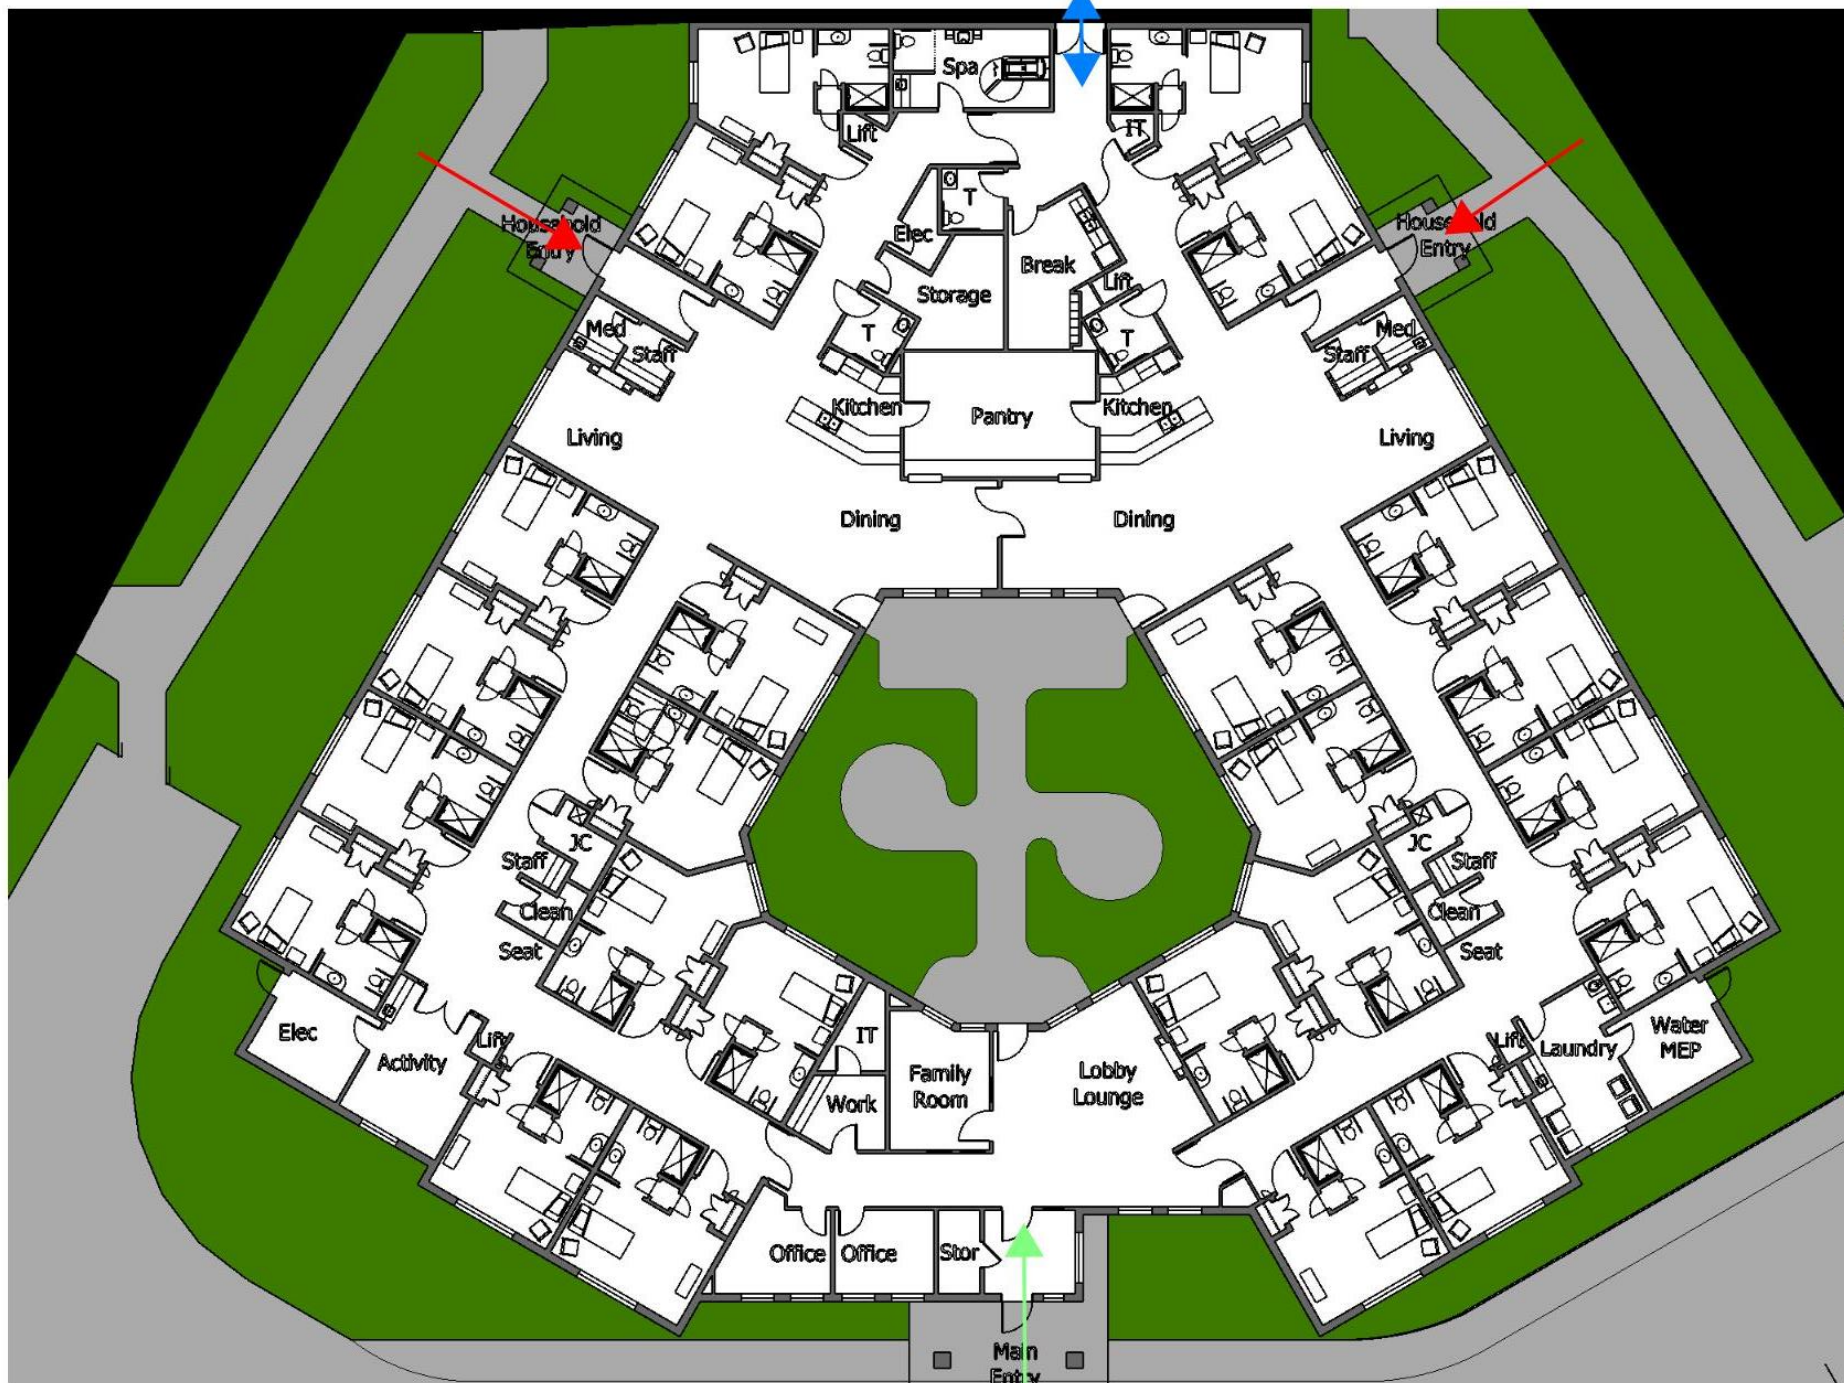 Spa
Lift
IT
T
Household
Entry
Household
Entry
Elec
Break
Storage
Lift
Med
Staff
T
T
Staff
Med
Kitchen
Pantry
Kitchen
Living
Living
Dining
Dining
JC
Staff
Clean
Seat
JC
Staff
Clean
Seat
Elec
Activity
Lift
IT
Family
Room
Work
Lobby
Lounge
Lift
Laundry
Water
MEP
Office
Office
Stor
Main
Entry